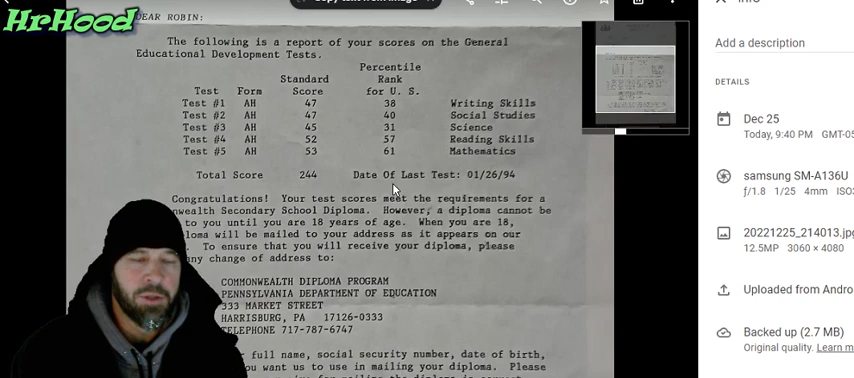 HrHood
DEAR ROBIN:
The following is a report of your scores on the General
Educational Development Tests.
Percentile
Standard Rank
Test Form Score for U. S.
Test #1 AH 47 38 Writing Skills
Test #2 AH 47 40 Social Studies
Test #3 AH 45 31 Science
Test #4 AH 52 57 Reading Skills
Test #5 AH 53 61 Mathematics
Total Score 244 Date Of Last Test: 01/26/94
Congratulations! Your test scores meet the requirements for a
nwealth Secondary School Diploma. However, a diploma cannot be
to you until you are 18 years of age. When you are 18,
loma will be mailed to your address as it appears on our
. To ensure that you will receive your diploma, please
any change of address to:
COMMONWEALTH DIPLOMA PROGRAM
PENNSYLVANIA DEPARTMENT OF EDUCATION
333 MARKET STREET
HARRISBURG, PA 17126-0333
TELEPHONE 717-787-6747
r full name, social security number, date of birth,
ou want us to use in mailing your diploma. Please
Info
Add a description
DETAILS
Dec 25
Today, 9:40 PM GMT-05
samsung SM-A136U
ƒ/1.8 1/25 4mm ISO
20221225_214013.jpg
12.5MP 3060 × 4080
Uploaded from Andro
Backed up (2.7 MB)
Original quality. Learn m